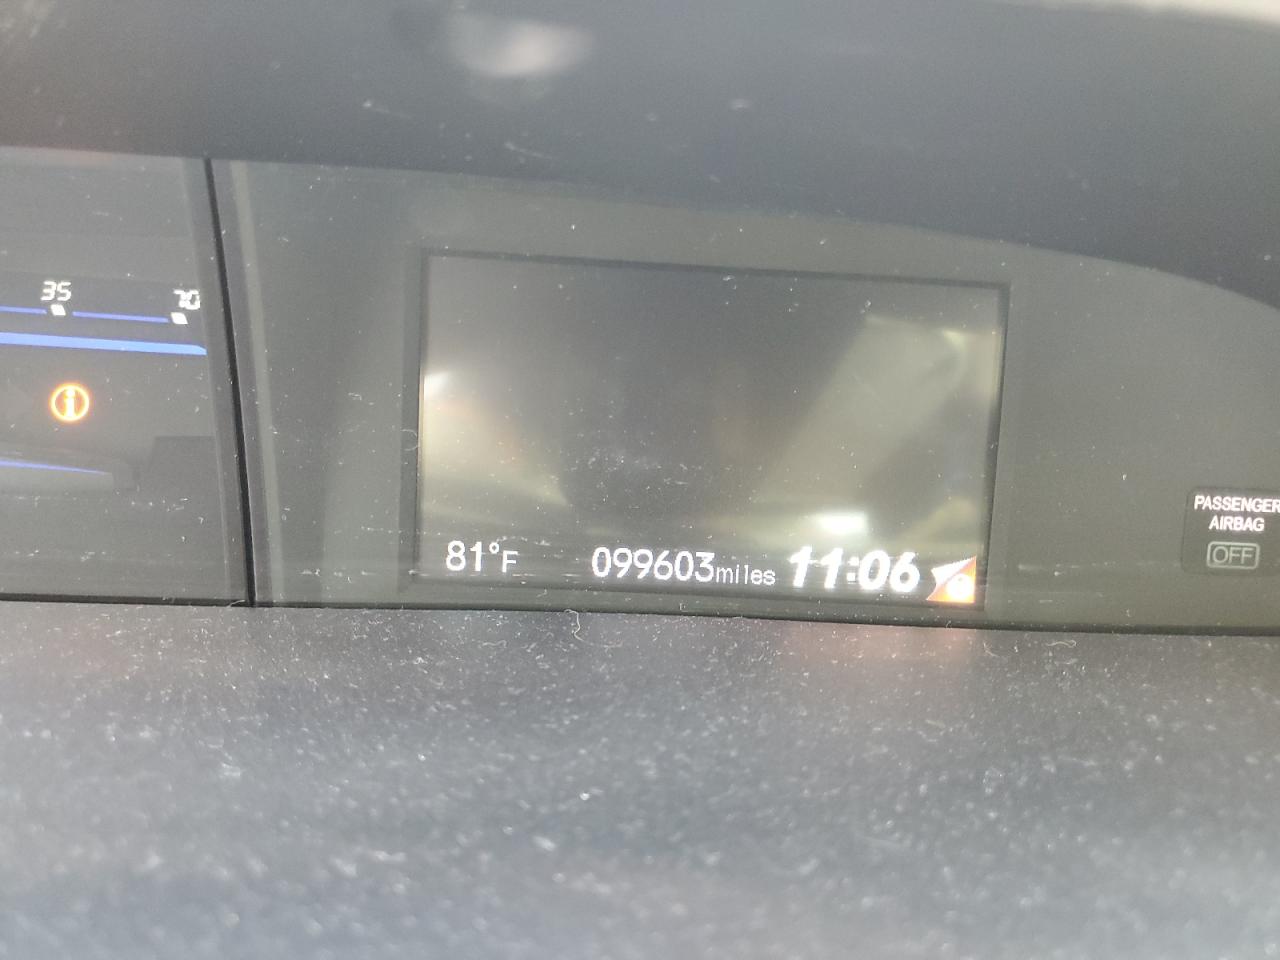 35 70
i
PASSENGER
AIRBAG
OFF
81°F 099603miles 11:06